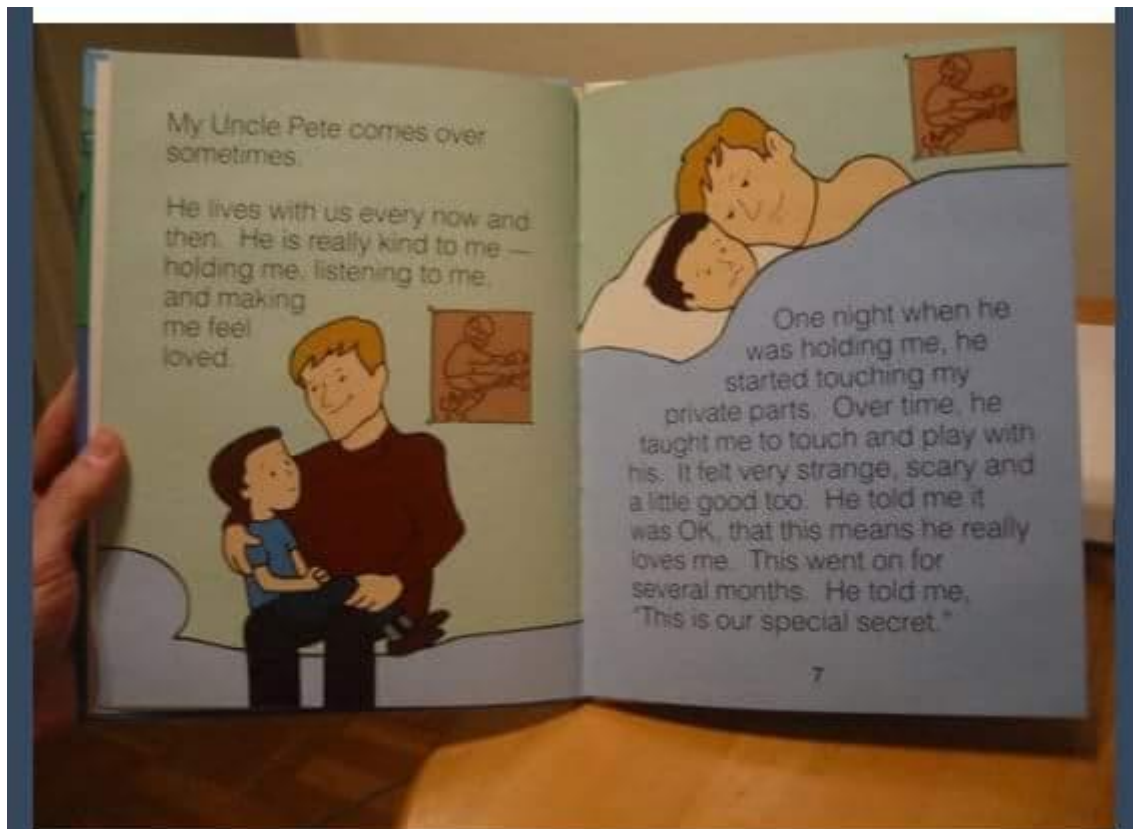 My Uncle Pete comes over
sometimes.
He lives with us every now and
then. He is really kind to me —
holding me, listening to me,
and making
me feel
loved.
One night when he
was holding me, he
started touching my
private parts. Over time, he
taught me to touch and play with
his. It felt very strange, scary and
a little good too. He told me it
was OK, that this means he really
loves me. This went on for
several months. He told me,
"This is our special secret."
7